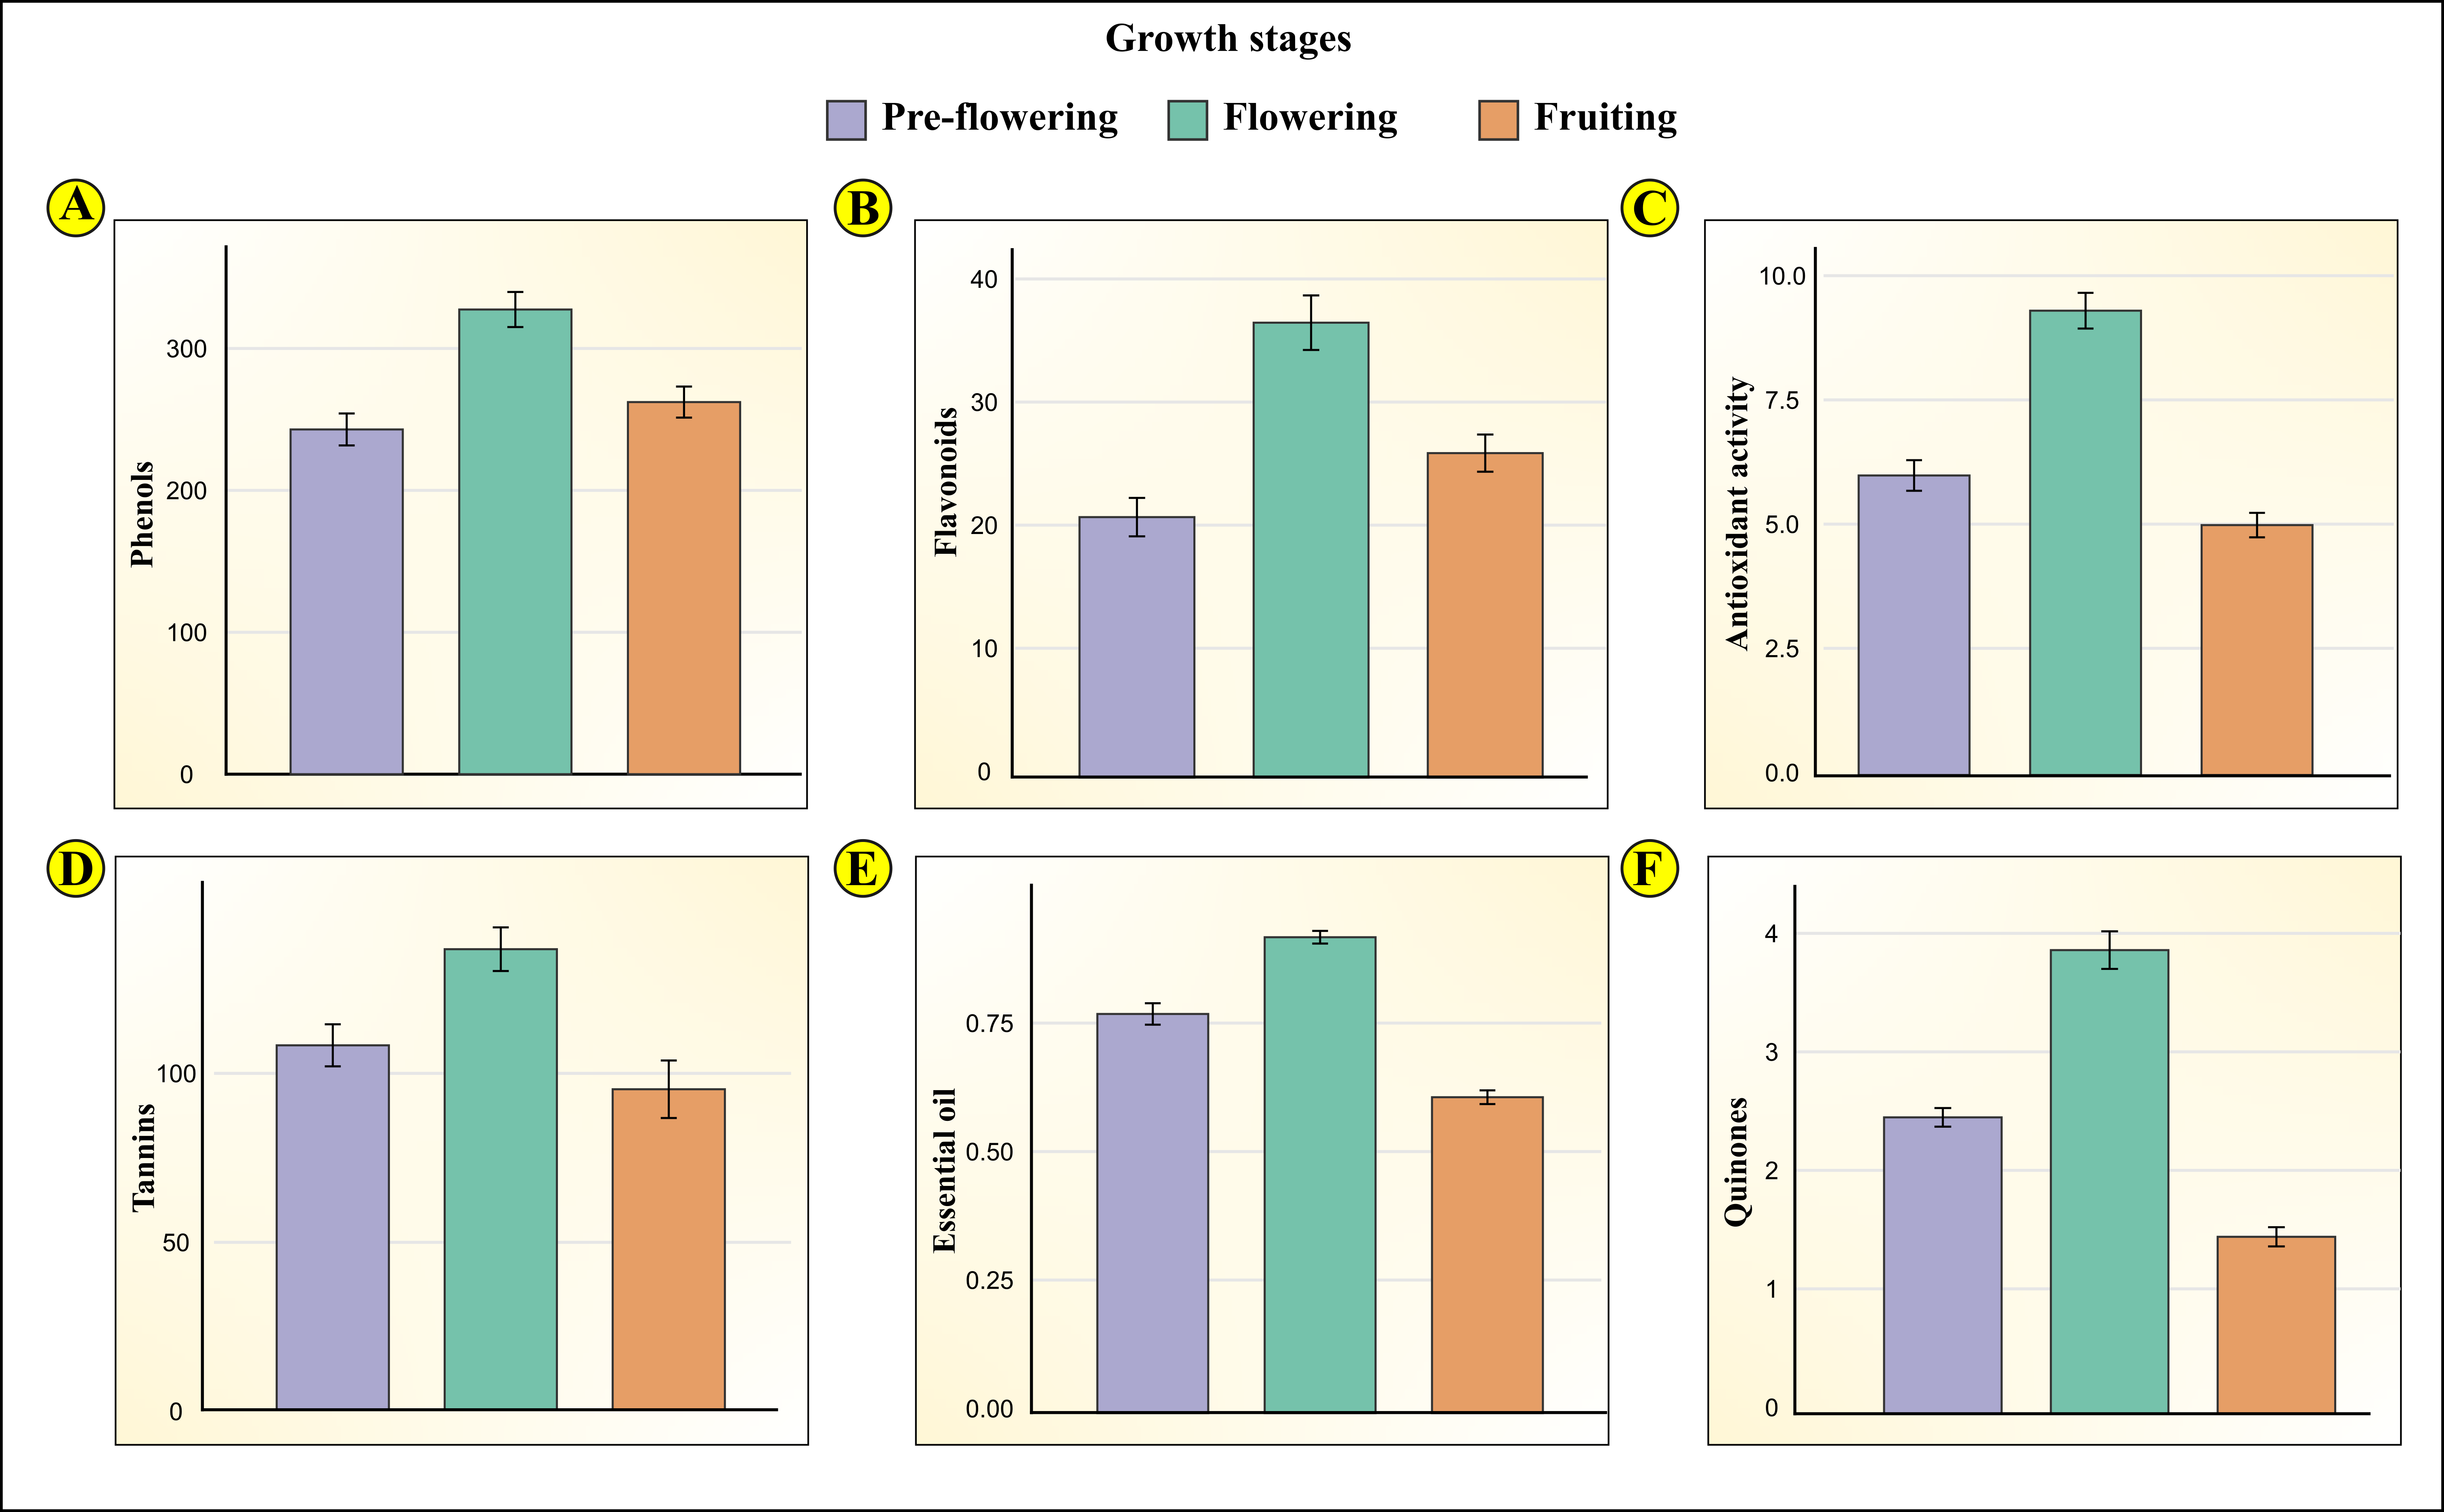 Growth stages
Pre-flowering Flowering Fruiting
A
Phenols
300
200
100
0
B
Flavonoids
40
30
20
10
0
C
Antioxidant activity
10.0
7.5
5.0
2.5
0.0
D
Tannins
100
50
0
E
Essential oil
0.75
0.50
0.25
0.00
F
Quinones
4
3
2
1
0